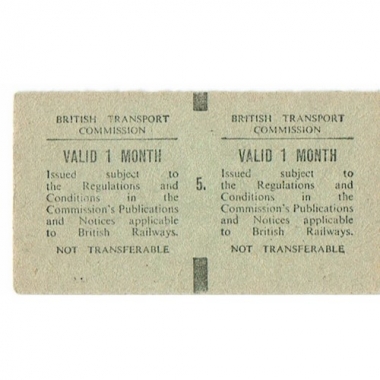 BRITISH TRANSPORT
COMMISSION
VALID 1 MONTH
Issued subject to
the Regulations and
Conditions in the
Commission's Publications
and Notices applicable
to British Railways.
NOT TRANSFERABLE
5.
BRITISH TRANSPORT
COMMISSION
VALID 1 MONTH
Issued subject to
the Regulations and
Conditions in the
Commission's Publications
and Notices applicable
to British Railways.
NOT TRANSFERABLE